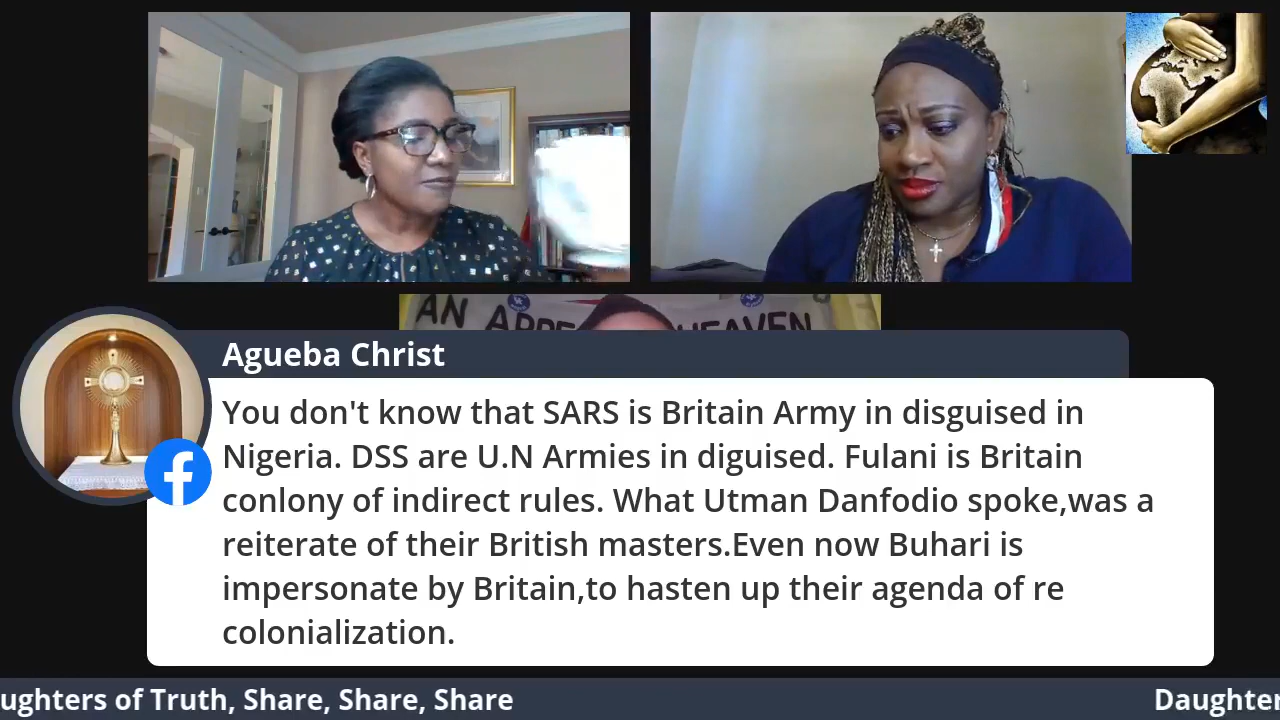 AN APPE HEAVEN
Agueba Christ
You don't know that SARS is Britain Army in disguised in
Nigeria. DSS are U.N Armies in diguised. Fulani is Britain
conlony of indirect rules. What Utman Danfodio spoke,was a
reiterate of their British masters.Even now Buhari is
impersonate by Britain,to hasten up their agenda of re
colonialization.
ughters of Truth, Share, Share, Share
Daughter